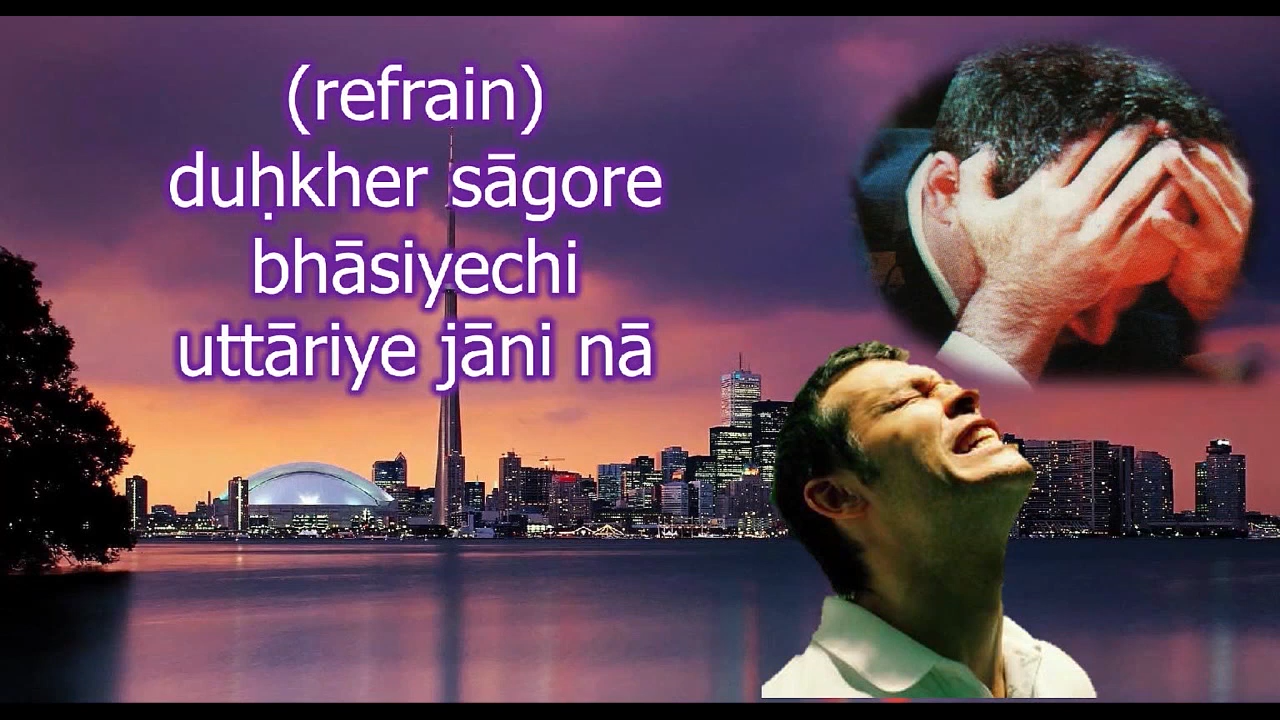 (refrain)
duḥkher sāgore
bhāsiyechi
uttāriye jāni nā